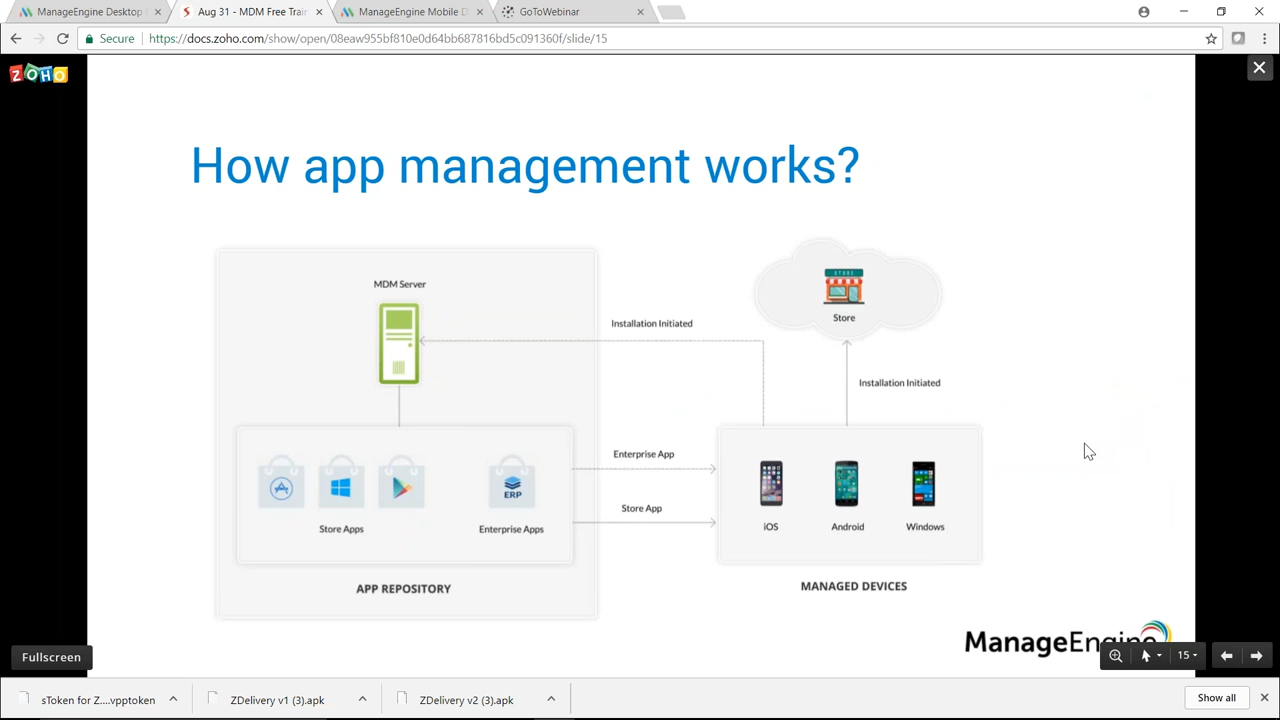 ManageEngine Desktop
Aug 31 - MDM Free Train
ManageEngine Mobile D
GoToWebinar
Secure
https://docs.zoho.com/show/open/08eaw955bf810e0d64bb687816bd5c091360f/slide/15
ZOHO
How app management works?
MDM Server
STORE
Store
Installation Initiated
Installation Initiated
Enterprise App
ERP
Store App
Store Apps
Enterprise Apps
iOS
Android
Windows
APP REPOSITORY
MANAGED DEVICES
ManageEngine
Fullscreen
15
sToken for Z....vpptoken
ZDelivery v1 (3).apk
ZDelivery v2 (3).apk
Show all